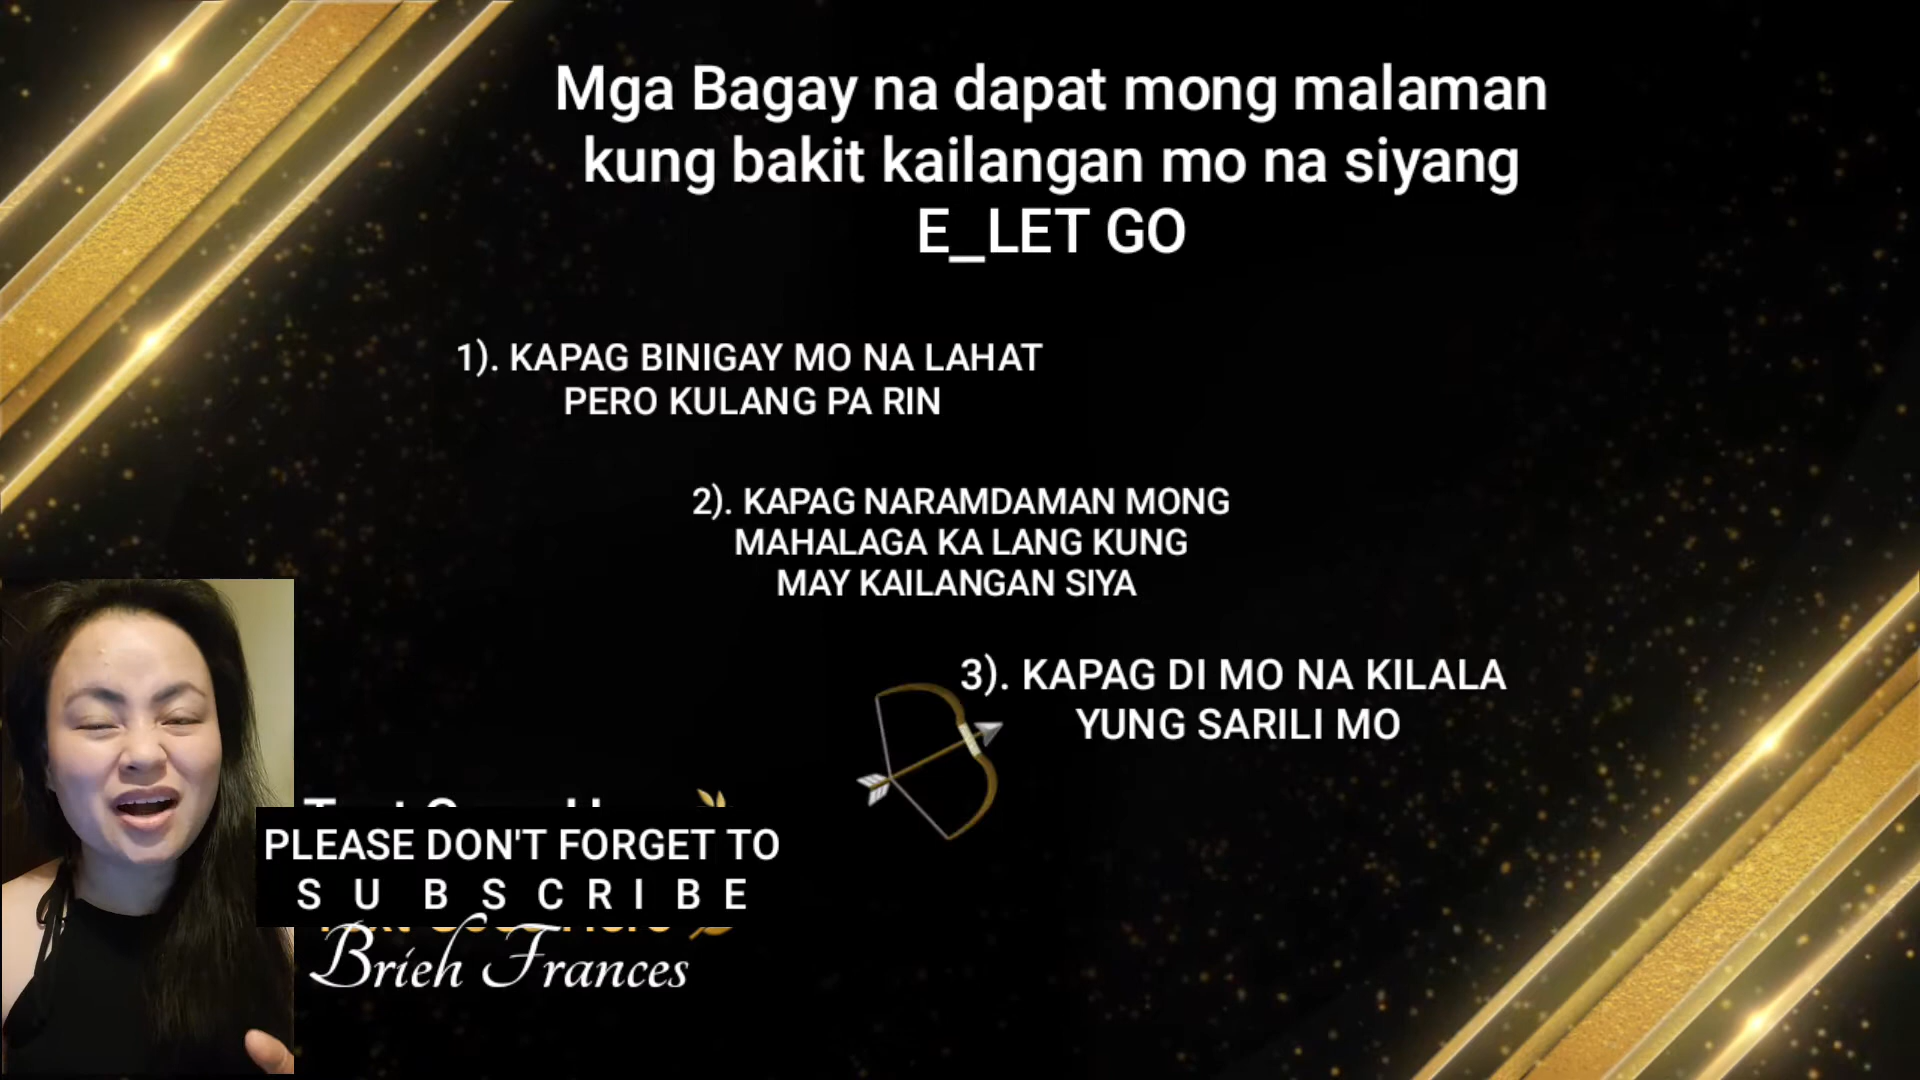 Mga Bagay na dapat mong malaman
kung bakit kailangan mo na siyang
E_LET GO
1). KAPAG BINIGAY MO NA LAHAT
PERO KULANG PA RIN
2). KAPAG NARAMDAMAN MONG
MAHALAGA KA LANG KUNG
MAY KAILANGAN SIYA
3). KAPAG DI MO NA KILALA
YUNG SARILI MO
PLEASE DON'T FORGET TO
S U B S C R I B E
Brieh Frances